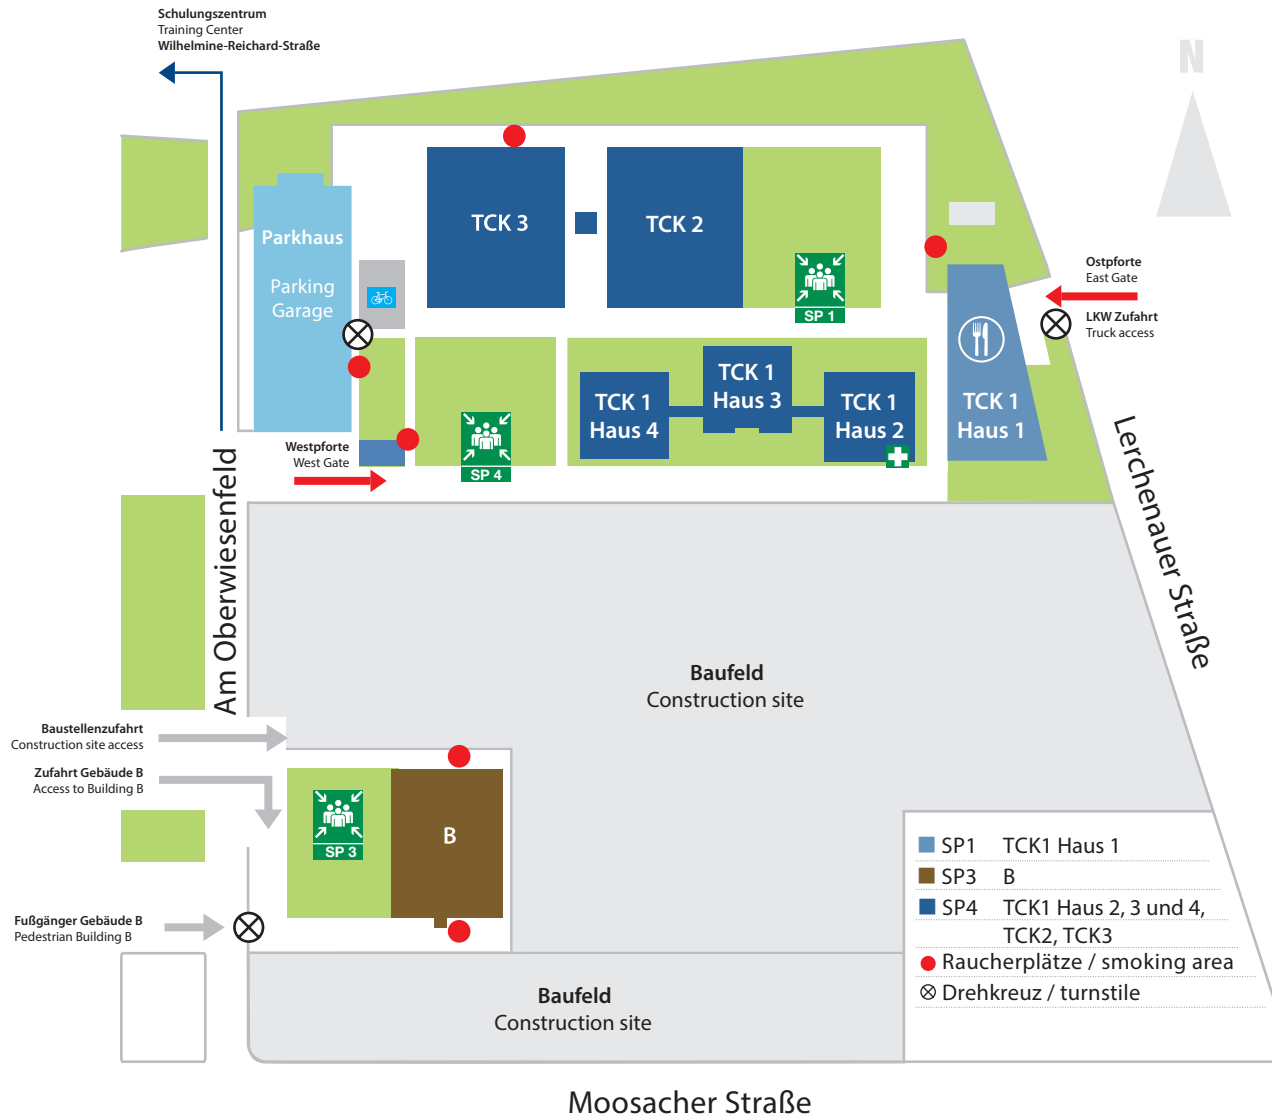 Schulungszentrum
Training Center
Wilhelmine-Reichard-Straße
N
Parkhaus
Parking
Garage
TCK 3
TCK 2
SP 1
Ostpforte
East Gate
LKW Zufahrt
Truck access
TCK 1
Haus 4
TCK 1
Haus 3
TCK 1
Haus 2
TCK 1
Haus 1
SP 4
Westpforte
West Gate
Am Oberwiesenfeld
Lerchenauer Straße
Baufeld
Construction site
Baustellenzufahrt
Construction site access
Zufahrt Gebäude B
Access to Building B
SP 3
B
Fußgänger Gebäude B
Pedestrian Building B
Baufeld
Construction site
SP1 TCK1 Haus 1
SP3 B
SP4 TCK1 Haus 2, 3 und 4,
TCK2, TCK3
Raucherplätze / smoking area
Drehkreuz / turnstile
Moosacher Straße